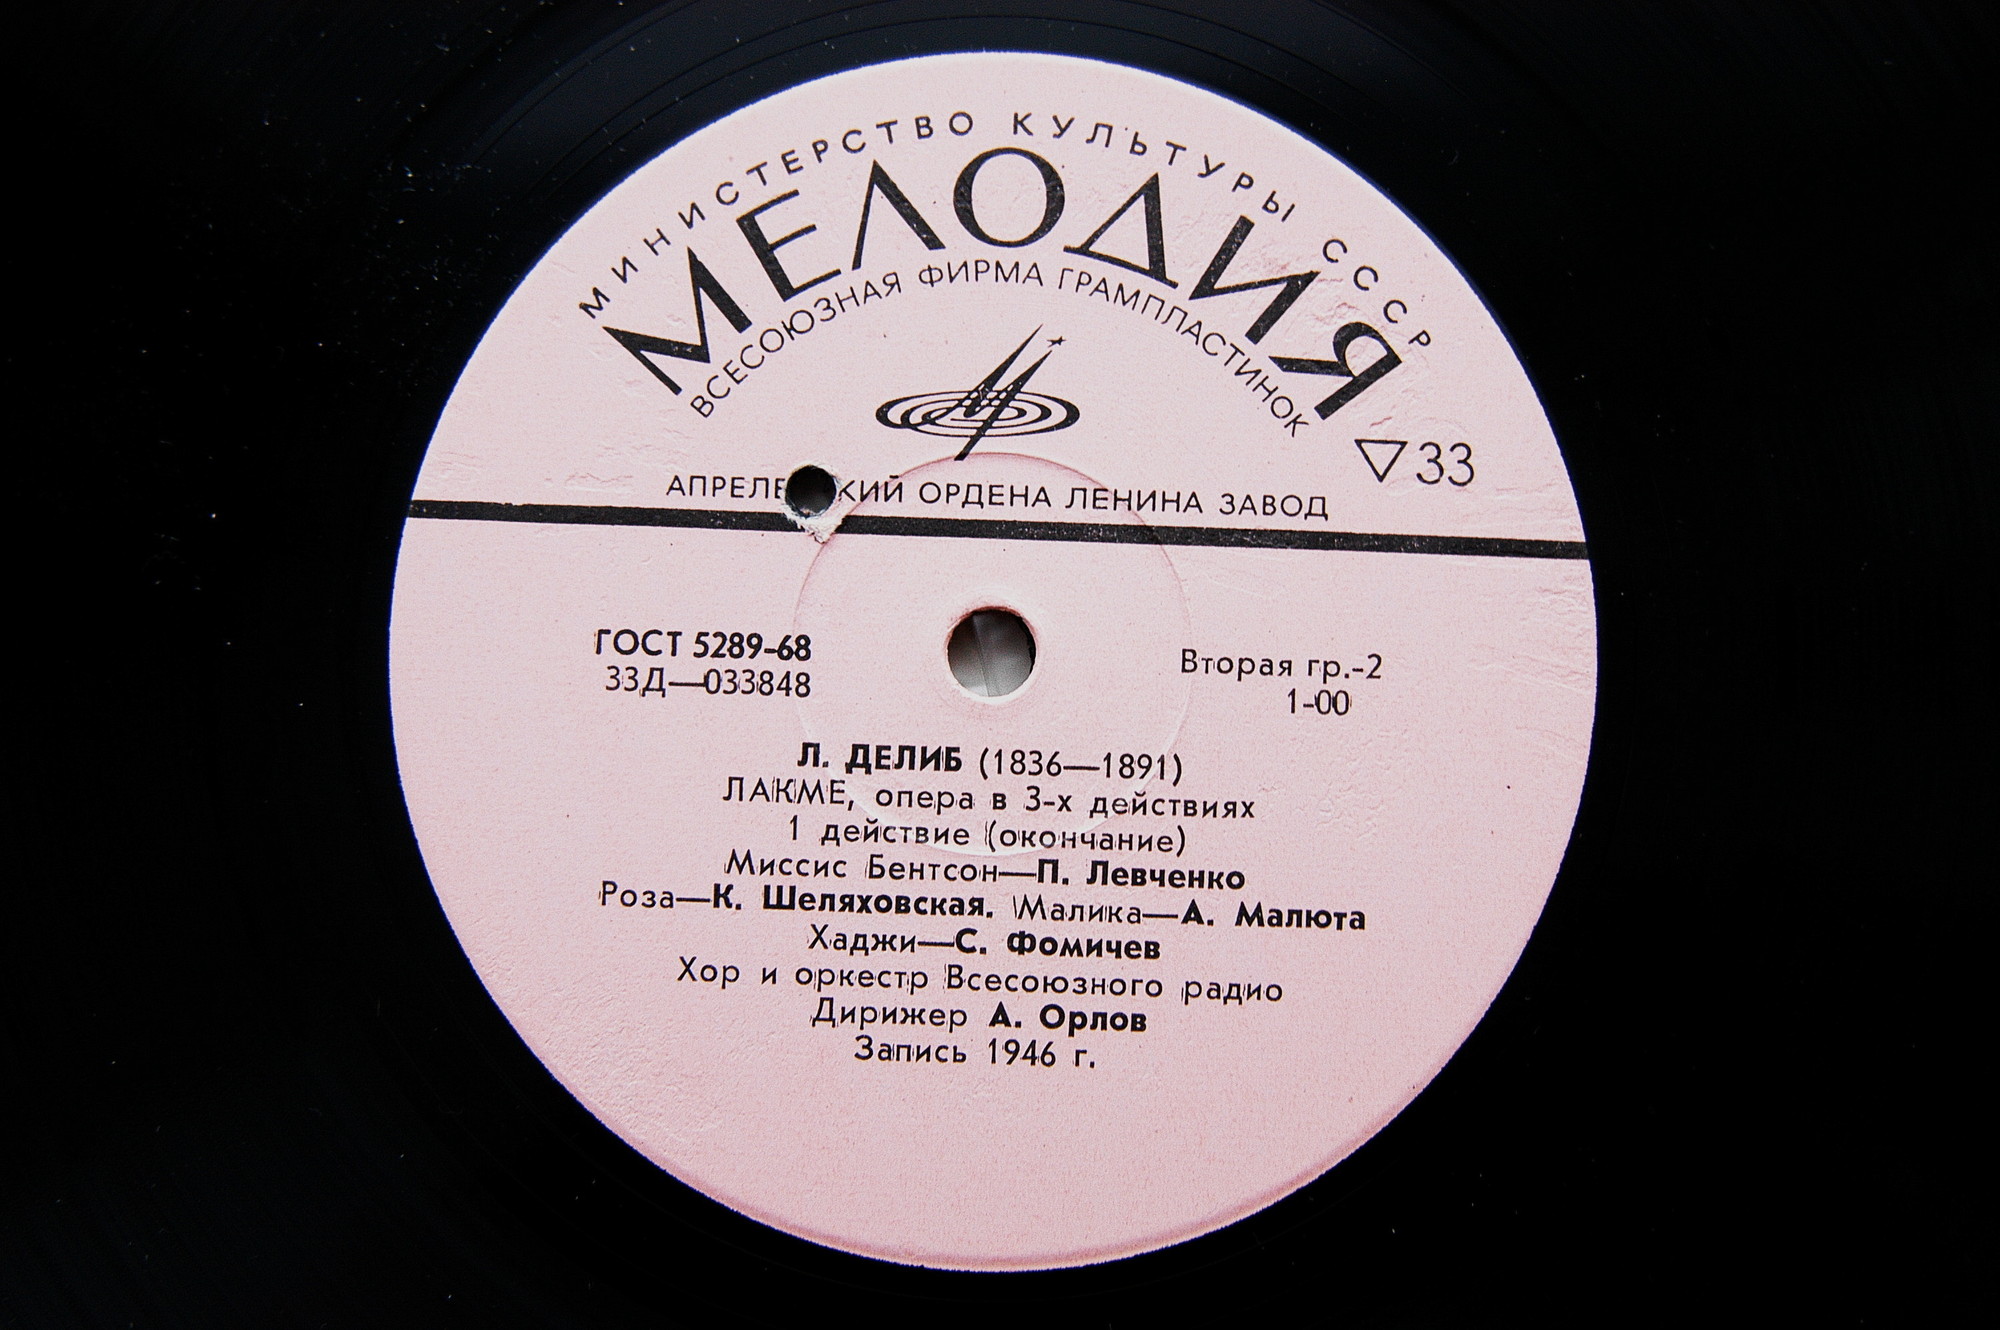 МИНИСТЕРСТВО КУЛЬТУРЫ СССР
МЕЛОДИЯ
ВСЕСОЮЗНАЯ ФИРМА ГРАМПЛАСТИНОК
33
ОРДЕНА ЛЕНИНА ЗАВОД
ГОСТ 5289-68
33Д—033848
Вторая гр.-2
1-00
Л. ДЕЛИБ (1836—1891)
ЛАКМЕ, опера в 3-х действиях
1 действие (окончание)
Миссис Бентсон—П. Левченко
Роза—К. Шеляховская. Малика—А. Малюта
Хаджи—С. Фомичев
Хор и оркестр Всесоюзного радио
Дирижер А. Орлов
Запись 1946 г.